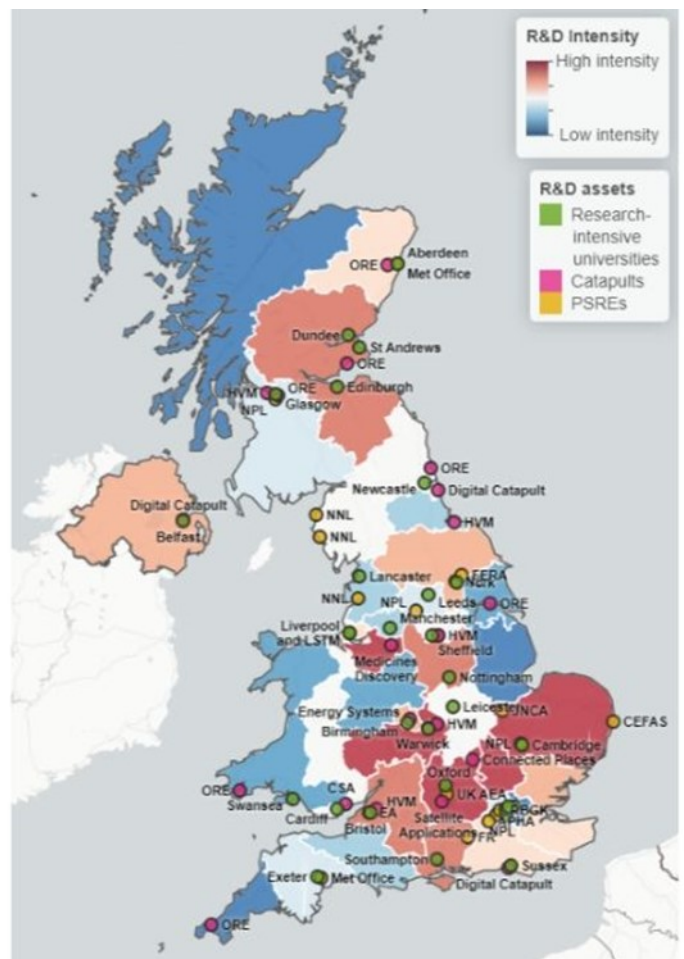 R&D Intensity
High intensity
Low intensity
R&D assets
Research-
intensive
universities
Catapults
PSREs
Aberdeen
ORE
Met Office
Dundee
St Andrews
ORE
HVM
ORE
Edinburgh
NPL
Glasgow
ORE
Newcastle
Digital Catapult
Digital Catapult
Belfast
NNL
HVM
NNL
Lancaster
FERA
York
NNL
NPL
Leeds
ORE
Manchester
Liverpool
and LSTM
HVM
Sheffield
Medicines
Discovery
Nottingham
Energy Systems
Leicester
JNCA
CEFAS
Birmingham
HVM
Warwick
NPL
Cambridge
Connected Places
Oxford
ORE
Swansea
CSA
UKAEA
Cardiff
HVM
EA
Satellite
APHA
Bristol
Applications
NPL
FR
Southampton
Sussex
Exeter
Met Office
Digital Catapult
ORE